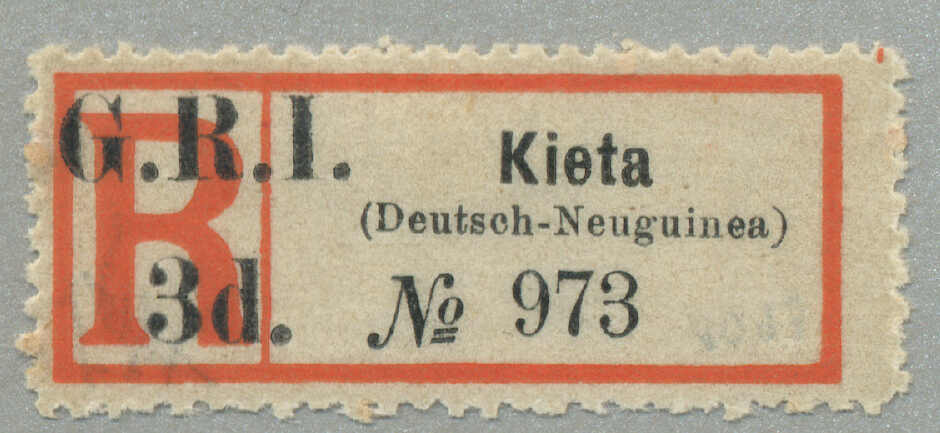 G.R.I.
R
3d.
Kieta
(Deutsch-Neuguinea)
№ 973